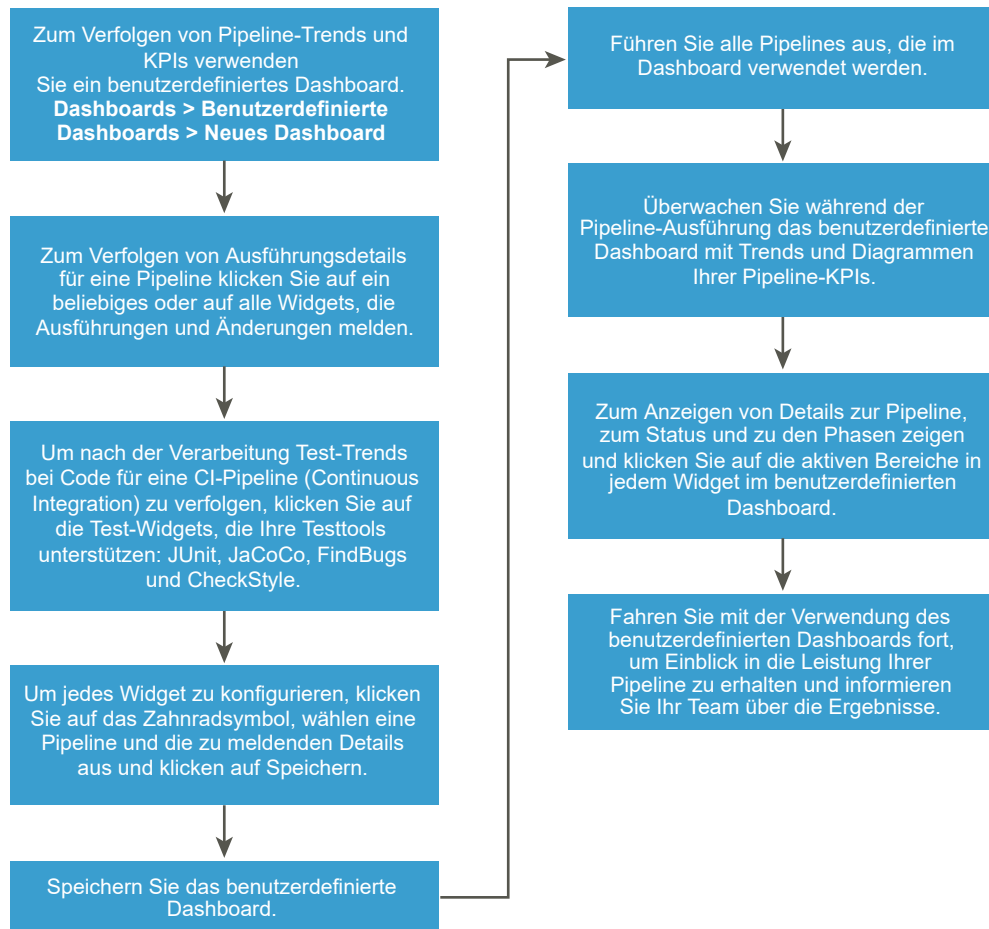 Zum Verfolgen von Pipeline-Trends und
KPIs verwenden
Sie ein benutzerdefiniertes Dashboard.
Dashboards > Benutzerdefinierte
Dashboards > Neues Dashboard
Zum Verfolgen von Ausführungsdetails
für eine Pipeline klicken Sie auf ein
beliebiges oder auf alle Widgets, die
Ausführungen und Änderungen melden.
Um nach der Verarbeitung Test-Trends
bei Code für eine CI-Pipeline (Continuous
Integration) zu verfolgen, klicken Sie auf
die Test-Widgets, die Ihre Testtools
unterstützen: JUnit, JaCoCo, FindBugs
und CheckStyle.
Um jedes Widget zu konfigurieren, klicken
Sie auf das Zahnradsymbol, wählen eine
Pipeline und die zu meldenden Details
aus und klicken auf Speichern.
Speichern Sie das benutzerdefinierte
Dashboard.
Führen Sie alle Pipelines aus, die im
Dashboard verwendet werden.
Überwachen Sie während der
Pipeline-Ausführung das benutzerdefinierte
Dashboard mit Trends und Diagrammen
Ihrer Pipeline-KPIs.
Zum Anzeigen von Details zur Pipeline,
zum Status und zu den Phasen zeigen
und klicken Sie auf die aktiven Bereiche in
jedem Widget im benutzerdefinierten
Dashboard.
Fahren Sie mit der Verwendung des
benutzerdefinierten Dashboards fort,
um Einblick in die Leistung Ihrer
Pipeline zu erhalten und informieren
Sie Ihr Team über die Ergebnisse.